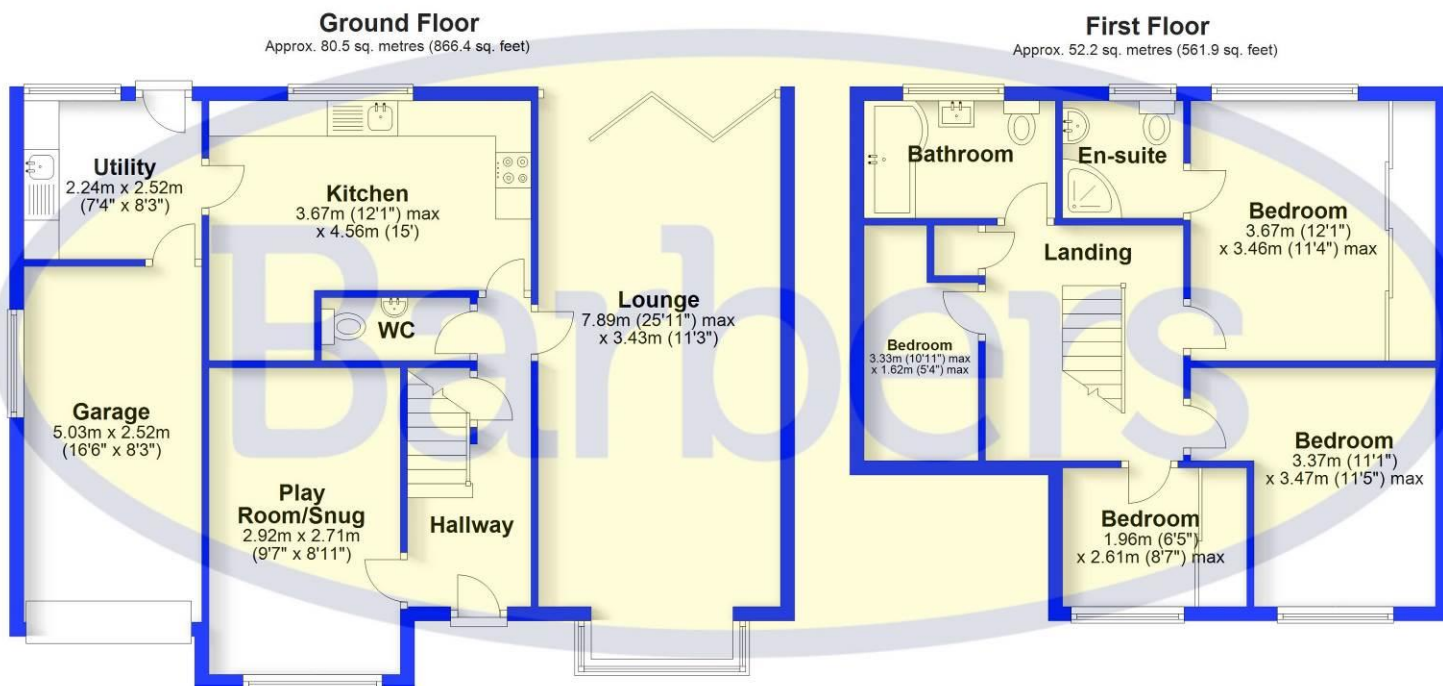 Ground Floor
Approx. 80.5 sq. metres (866.4 sq. feet)
Utility
2.24m x 2.52m
(7'4" x 8'3")
Kitchen
3.67m (12'1") max
x 4.56m (15')
WC
Lounge
7.89m (25'11") max
x 3.43m (11'3")
Garage
5.03m x 2.52m
(16'6" x 8'3")
Play
Room/Snug
2.92m x 2.71m
(9'7" x 8'11")
Hallway
First Floor
Approx. 52.2 sq. metres (561.9 sq. feet)
Bathroom
En-suite
Bedroom
3.67m (12'1")
x 3.46m (11'4") max
Landing
Bedroom
3.33m (10'11") max
x 1.62m (5'4") max
Bedroom
3.37m (11'1")
x 3.47m (11'5") max
Bedroom
1.96m (6'5")
x 2.61m (8'7") max
Barbers